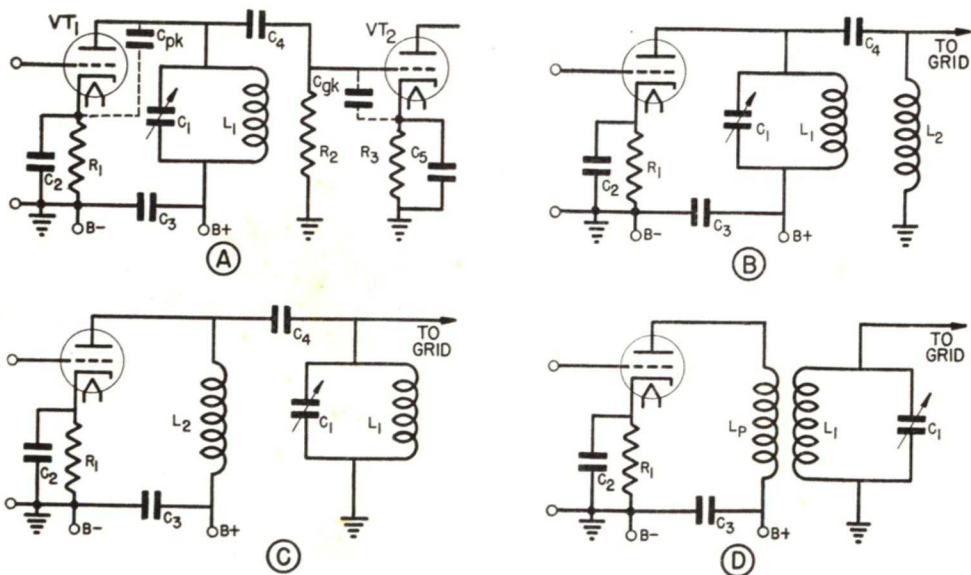 VT1
Cpk
C4
VT2
Cgk
C1
L1
R2
R3
C5
C2
R1
C3
B-
B+
A
C4
TO
GRID
C1
L1
L2
C2
R1
C3
B-
B+
B
C4
TO
GRID
L2
C1
L1
C2
R1
C3
B-
B+
C
TO
GRID
LP
L1
C1
C2
R1
C3
B-
B+
D